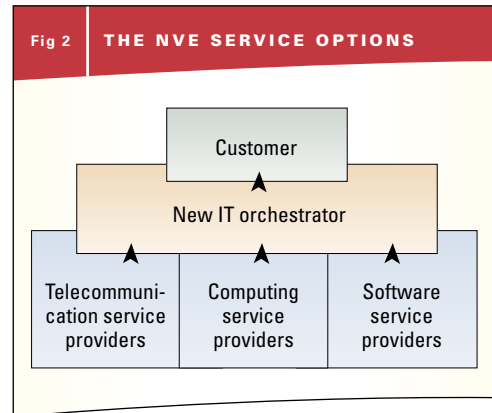 Fig 2 THE NVE SERVICE OPTIONS
Customer
New IT orchestrator
Telecommuni-
cation service
providers
Computing
service
providers
Software
service
providers